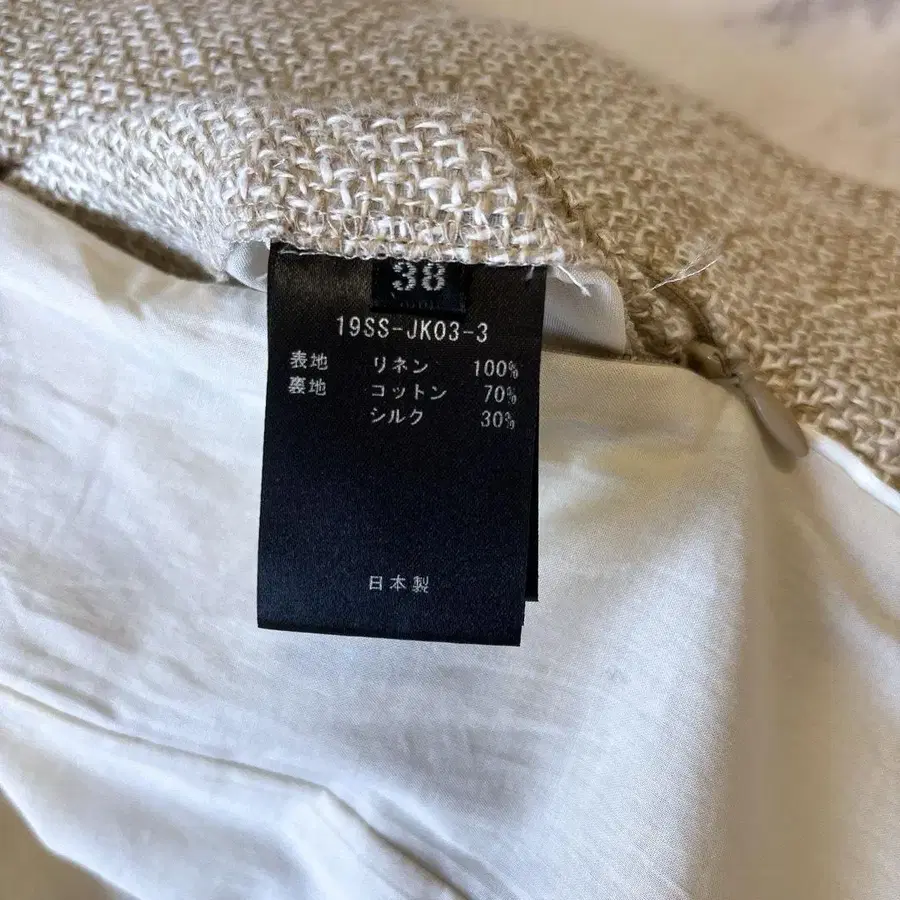 38
19SS-JK03-3
表地 リネン 100%
裏地 コットン 70%
シルク 30%
日本製